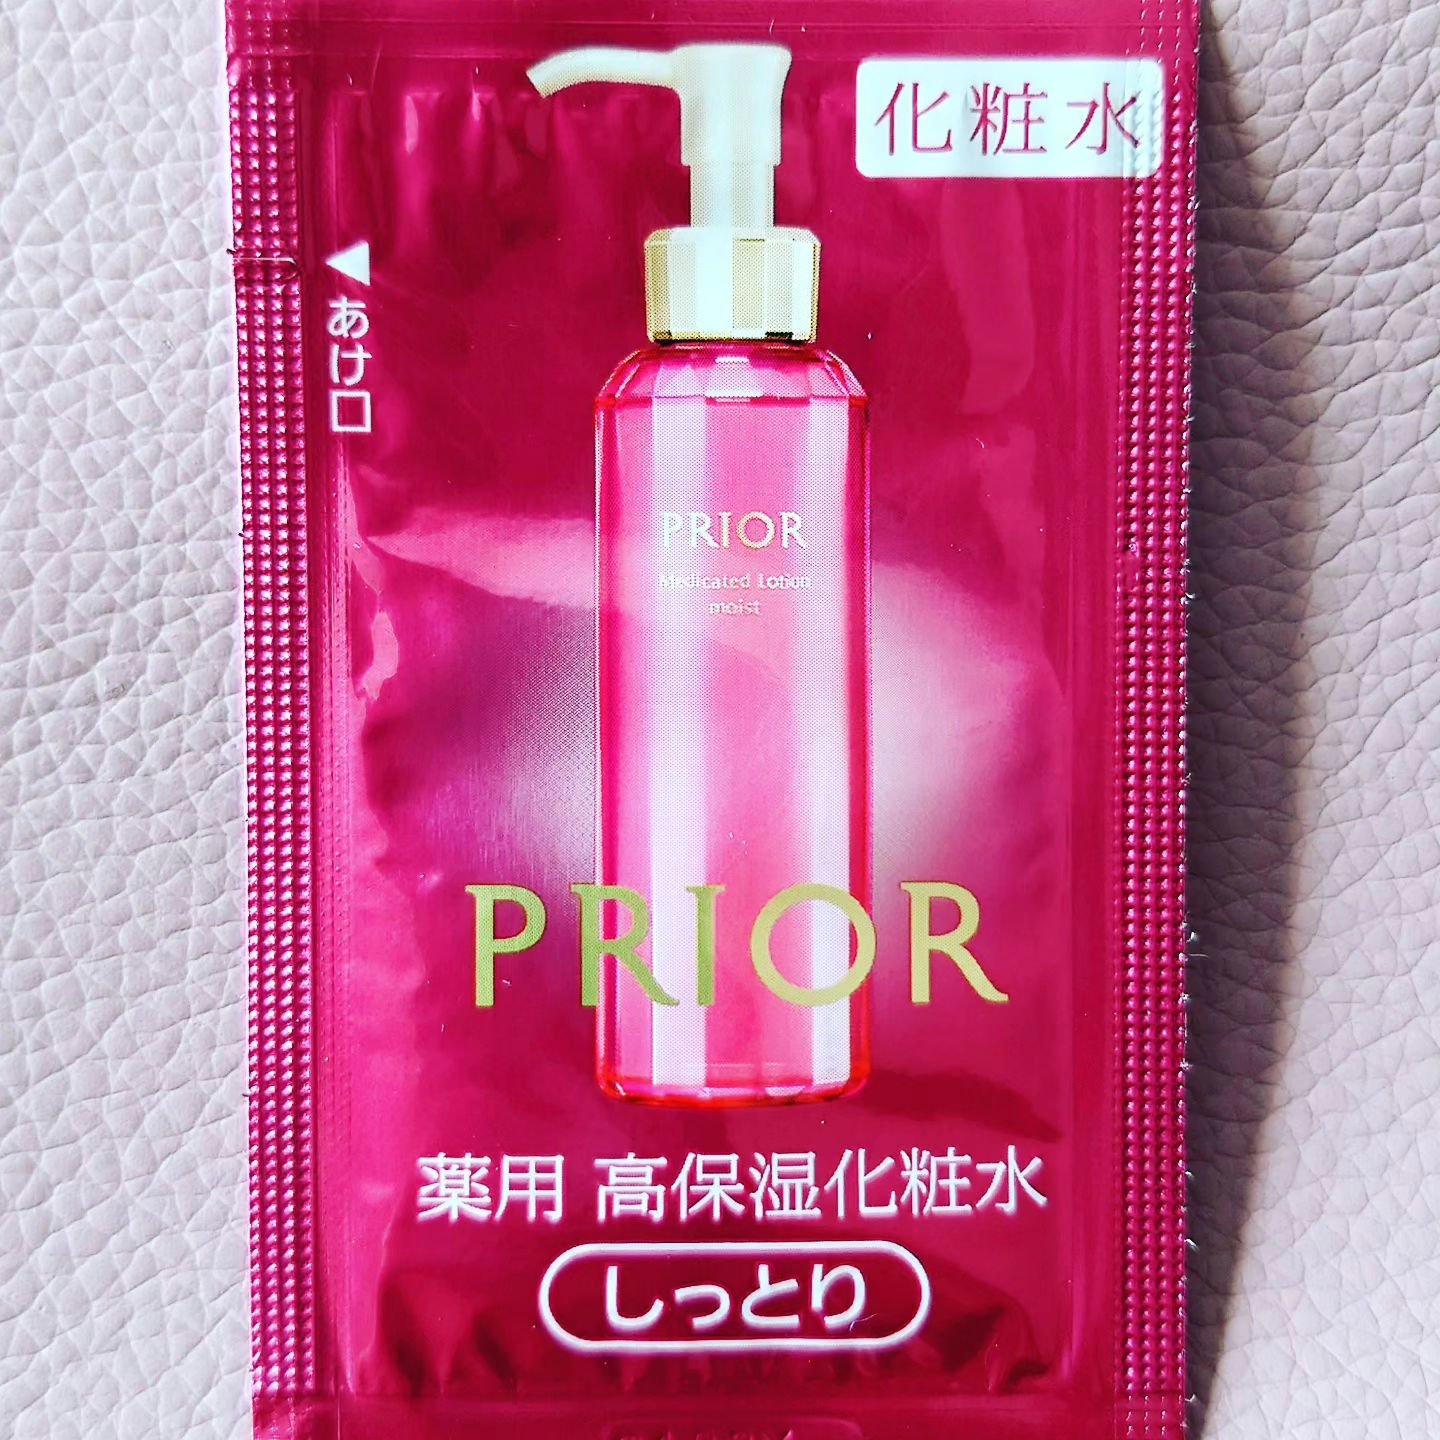 化粧水
あけ口
PRIOR
Medicated Lotion
moist
PRIOR
薬用 高保湿化粧水
しっとり